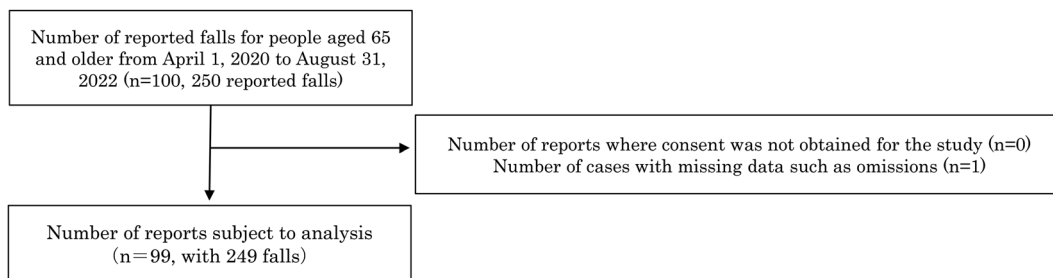 Number of reported falls for people aged 65
and older from April 1, 2020 to August 31,
2022 (n=100, 250 reported falls)
Number of reports where consent was not obtained for the study (n=0)
Number of cases with missing data such as omissions (n=1)
Number of reports subject to analysis
(n＝99, with 249 falls)